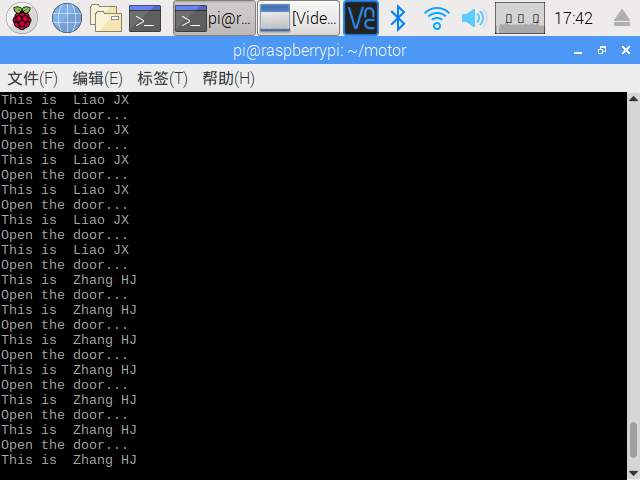 pi@r...
[Vide...
17:42
pi@raspberrypi: ~/motor
文件(F) 编辑(E) 标签(T) 帮助(H)
This is  Liao JX
Open the door...
This is  Liao JX
Open the door...
This is  Liao JX
Open the door...
This is  Liao JX
Open the door...
This is  Liao JX
Open the door...
This is  Liao JX
Open the door...
This is  Zhang HJ
Open the door...
This is  Zhang HJ
Open the door...
This is  Zhang HJ
Open the door...
This is  Zhang HJ
Open the door...
This is  Zhang HJ
Open the door...
This is  Zhang HJ
Open the door...
This is  Zhang HJ